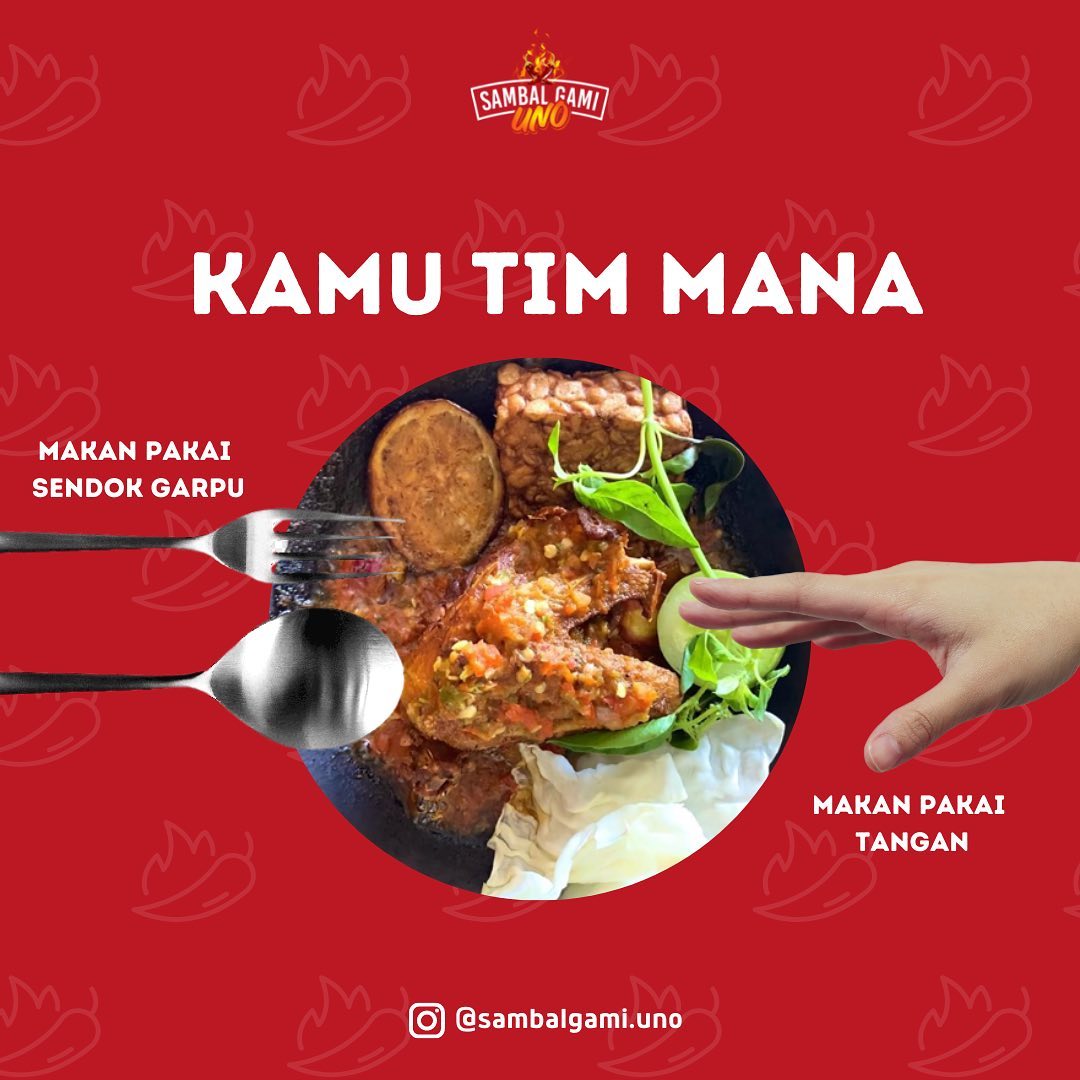 SAMBAL GAMI
UNO
KAMU TIM MANA
MAKAN PAKAI
SENDOK GARPU
MAKAN PAKAI
TANGAN
@sambalgami.uno